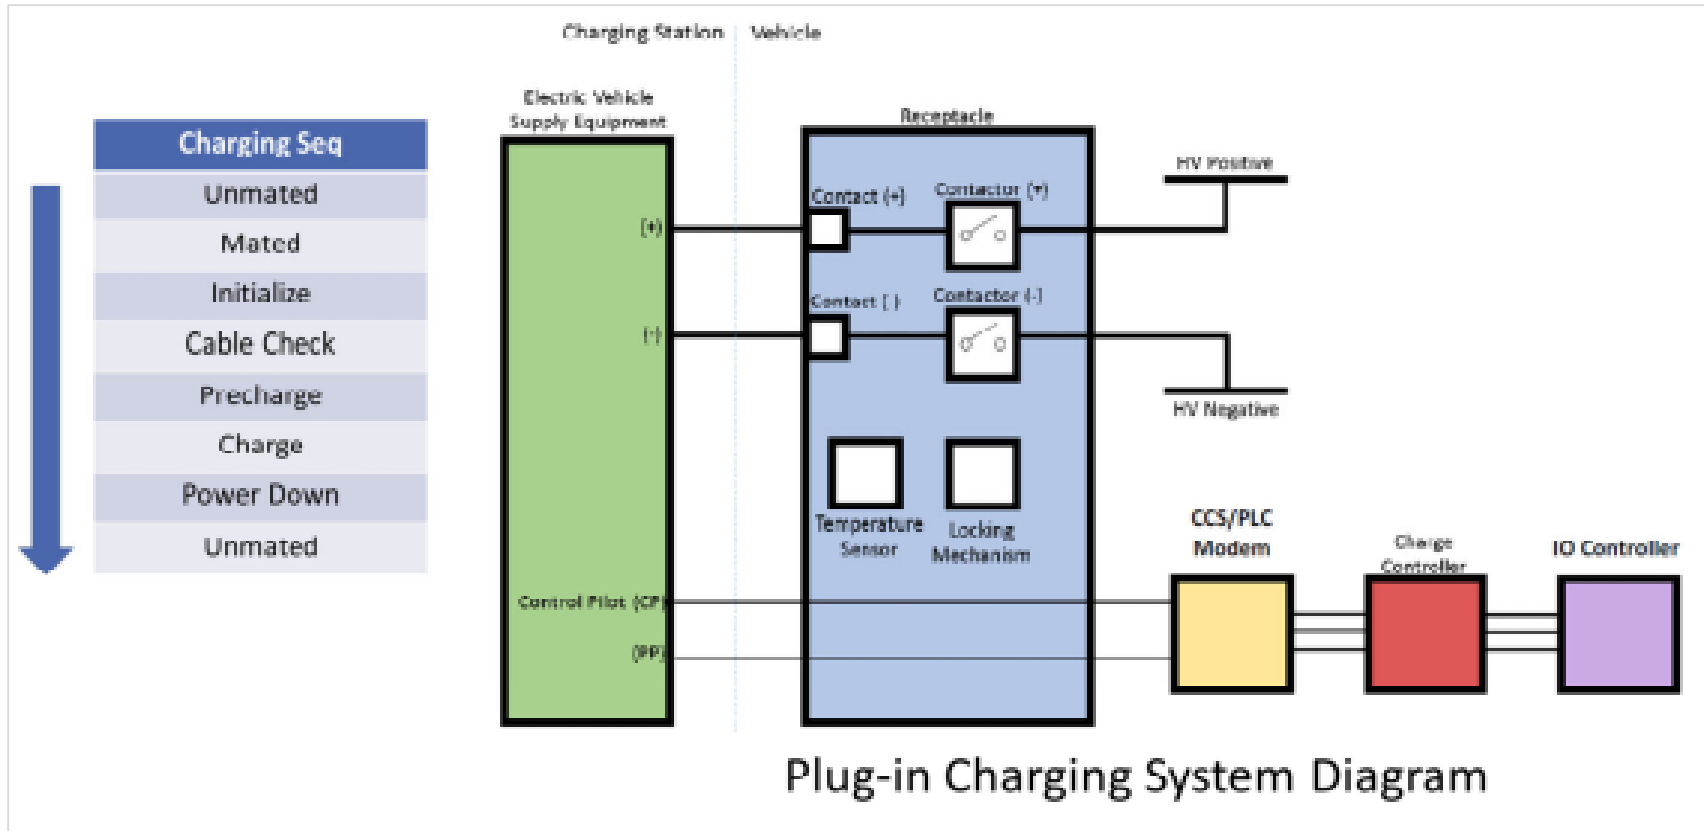 Charging Station
Vehicle
Electric Vehicle
Supply Equipment
Receptacle
Charging Seq
Unmated
Mated
Initialize
Cable Check
Precharge
Charge
Power Down
Unmated
(+)
(-)
Control Pilot (CP)
(PP)
Contact (+)
Contactor (+)
Contact (-)
Contactor (-)
HV Positive
HV Negative
Temperature
Sensor
Locking
Mechanism
CCS/PLC
Modem
Charge
Controller
IO Controller
Plug-in Charging System Diagram